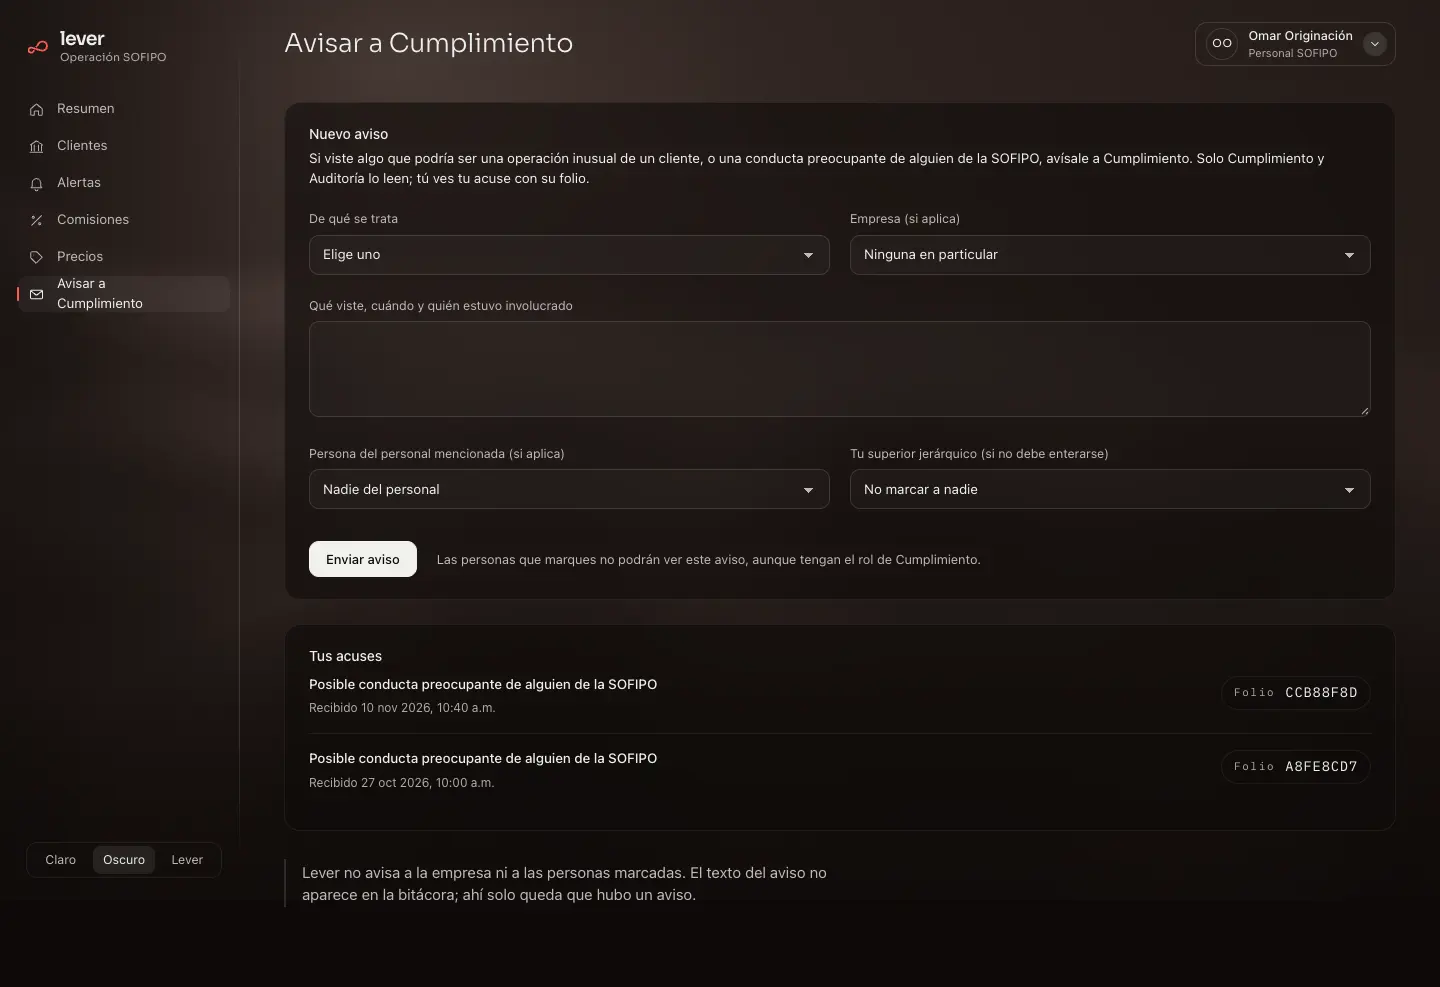 lever
Operación SOFIPO
Resumen
Clientes
Alertas
Comisiones
Precios
Avisar a
Cumplimiento
Claro
Oscuro
Lever
Avisar a Cumplimiento
OO
Omar Originación
Personal SOFIPO
Nuevo aviso
Si viste algo que podría ser una operación inusual de un cliente, o una conducta preocupante de alguien de la SOFIPO, avísale a Cumplimiento. Solo Cumplimiento y
Auditoría lo leen; tú ves tu acuse con su folio.
De qué se trata
Elige uno
Empresa (si aplica)
Ninguna en particular
Qué viste, cuándo y quién estuvo involucrado
Persona del personal mencionada (si aplica)
Nadie del personal
Tu superior jerárquico (si no debe enterarse)
No marcar a nadie
Enviar aviso
Las personas que marques no podrán ver este aviso, aunque tengan el rol de Cumplimiento.
Tus acuses
Posible conducta preocupante de alguien de la SOFIPO
Recibido 10 nov 2026, 10:40 a.m.
Folio CCB88F8D
Posible conducta preocupante de alguien de la SOFIPO
Recibido 27 oct 2026, 10:00 a.m.
Folio A8FE8CD7
Lever no avisa a la empresa ni a las personas marcadas. El texto del aviso no
aparece en la bitácora; ahí solo queda que hubo un aviso.